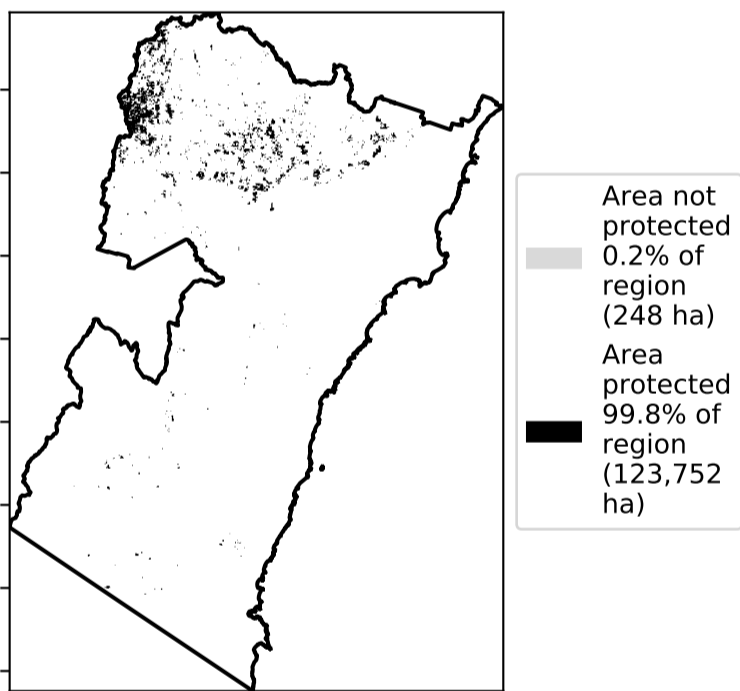 Area not
protected
0.2% of
region
(248 ha)
Area
protected
99.8% of
region
(123,752
ha)